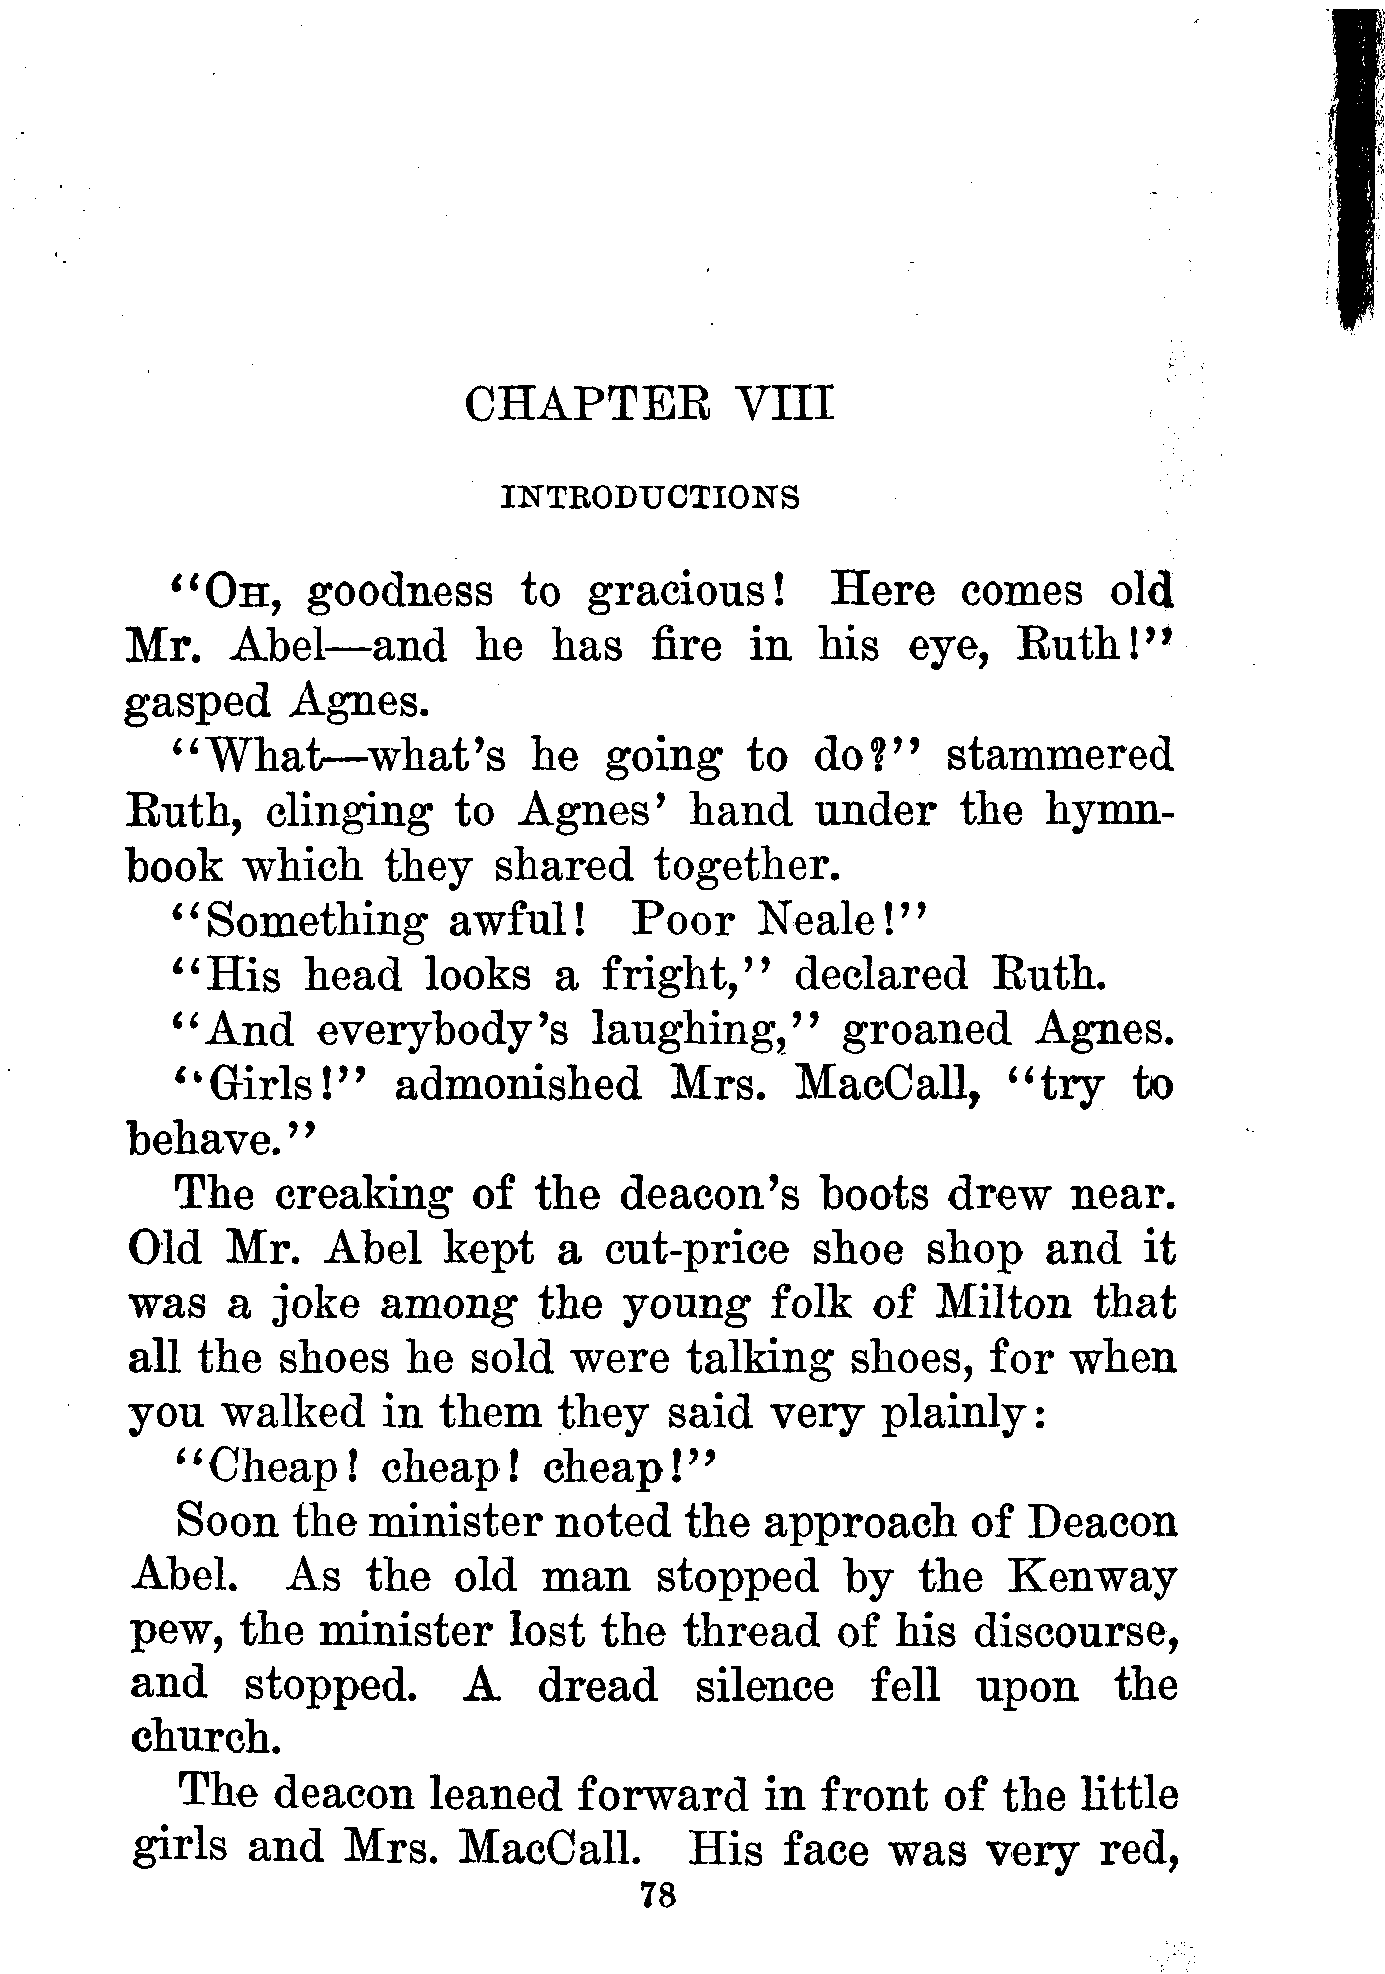 CHAPTER VIII
INTRODUCTIONS
"OH, goodness to gracious! Here comes old
Mr. Abel—and he has fire in his eye, Ruth!"
gasped Agnes.
"What—what's he going to do?" stammered
Ruth, clinging to Agnes' hand under the hymn-
book which they shared together.
"Something awful! Poor Neale!"
"His head looks a fright," declared Ruth.
"And everybody's laughing," groaned Agnes.
"Girls!" admonished Mrs. MacCall, "try to
behave."
The creaking of the deacon's boots drew near.
Old Mr. Abel kept a cut-price shoe shop and it
was a joke among the young folk of Milton that
all the shoes he sold were talking shoes, for when
you walked in them they said very plainly:
"Cheap! cheap! cheap!"
Soon the minister noted the approach of Deacon
Abel. As the old man stopped by the Kenway
pew, the minister lost the thread of his discourse,
and stopped. A dread silence fell upon the
church.
The deacon leaned forward in front of the little
girls and Mrs. MacCall. His face was very red,
78